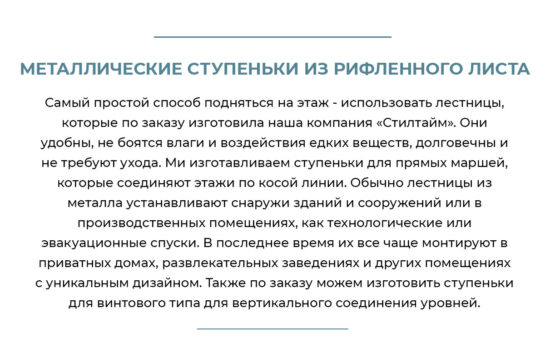 МЕТАЛЛИЧЕСКИЕ СТУПЕНЬКИ ИЗ РИФЛЕННОГО ЛИСТА
Самый простой способ подняться на этаж - использовать лестницы,
которые по заказу изготовила наша компания «Стилтайм». Они
удобны, не боятся влаги и воздействия едких веществ, долговечны и
не требуют ухода. Ми изготавливаем ступеньки для прямых маршей,
которые соединяют этажи по косой линии. Обычно лестницы из
металла устанавливают снаружи зданий и сооружений или в
производственных помещениях, как технологические или
эвакуационные спуски. В последнее время их все чаще монтируют в
приватных домах, развлекательных заведениях и других помещениях
с уникальным дизайном. Также по заказу можем изготовить ступеньки
для винтового типа для вертикального соединения уровней.